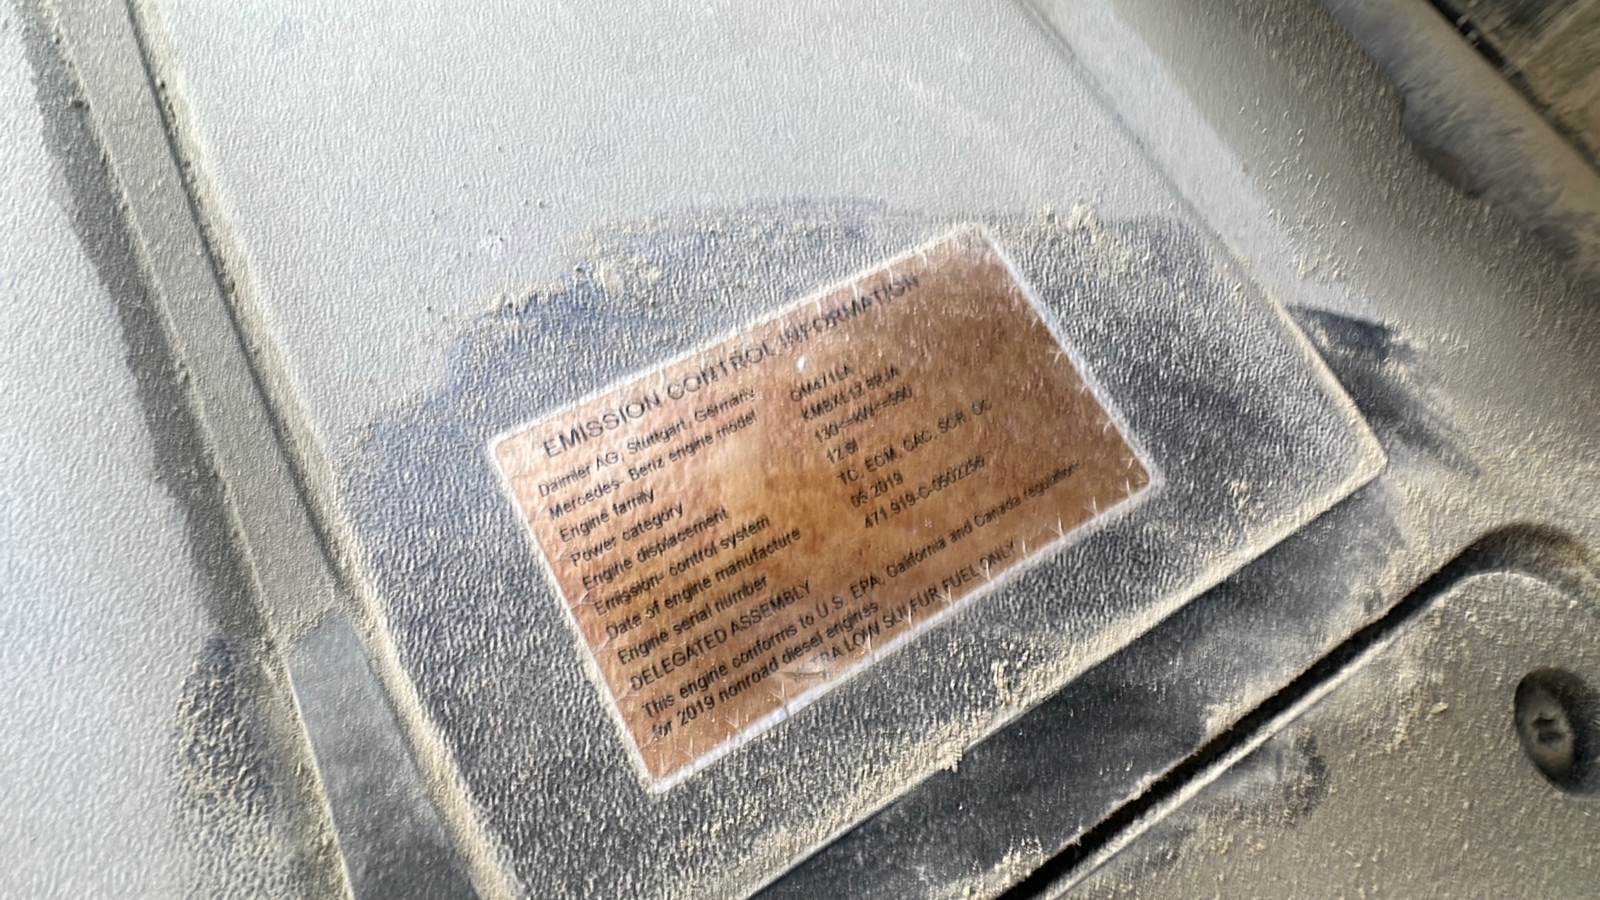 EMISSION CONTROL INFORMATION
Daimler AG, Stuttgart, Germany
Mercedes- Benz engine model OM471LA
Engine family
Power category 130<=kW<=560
Engine displacement 12.8l
Emission- control system TC, ECM, CAC, SCR, OC
Date of engine manufacture 05.2019
Engine serial number 471.919-C-0502256
DELEGATED ASSEMBLY
This engine conforms to U.S. EPA, California and Canada regulations
for 2019 nonroad diesel engines
LOW SULFUR FUEL ONLY